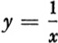 y = 1/x